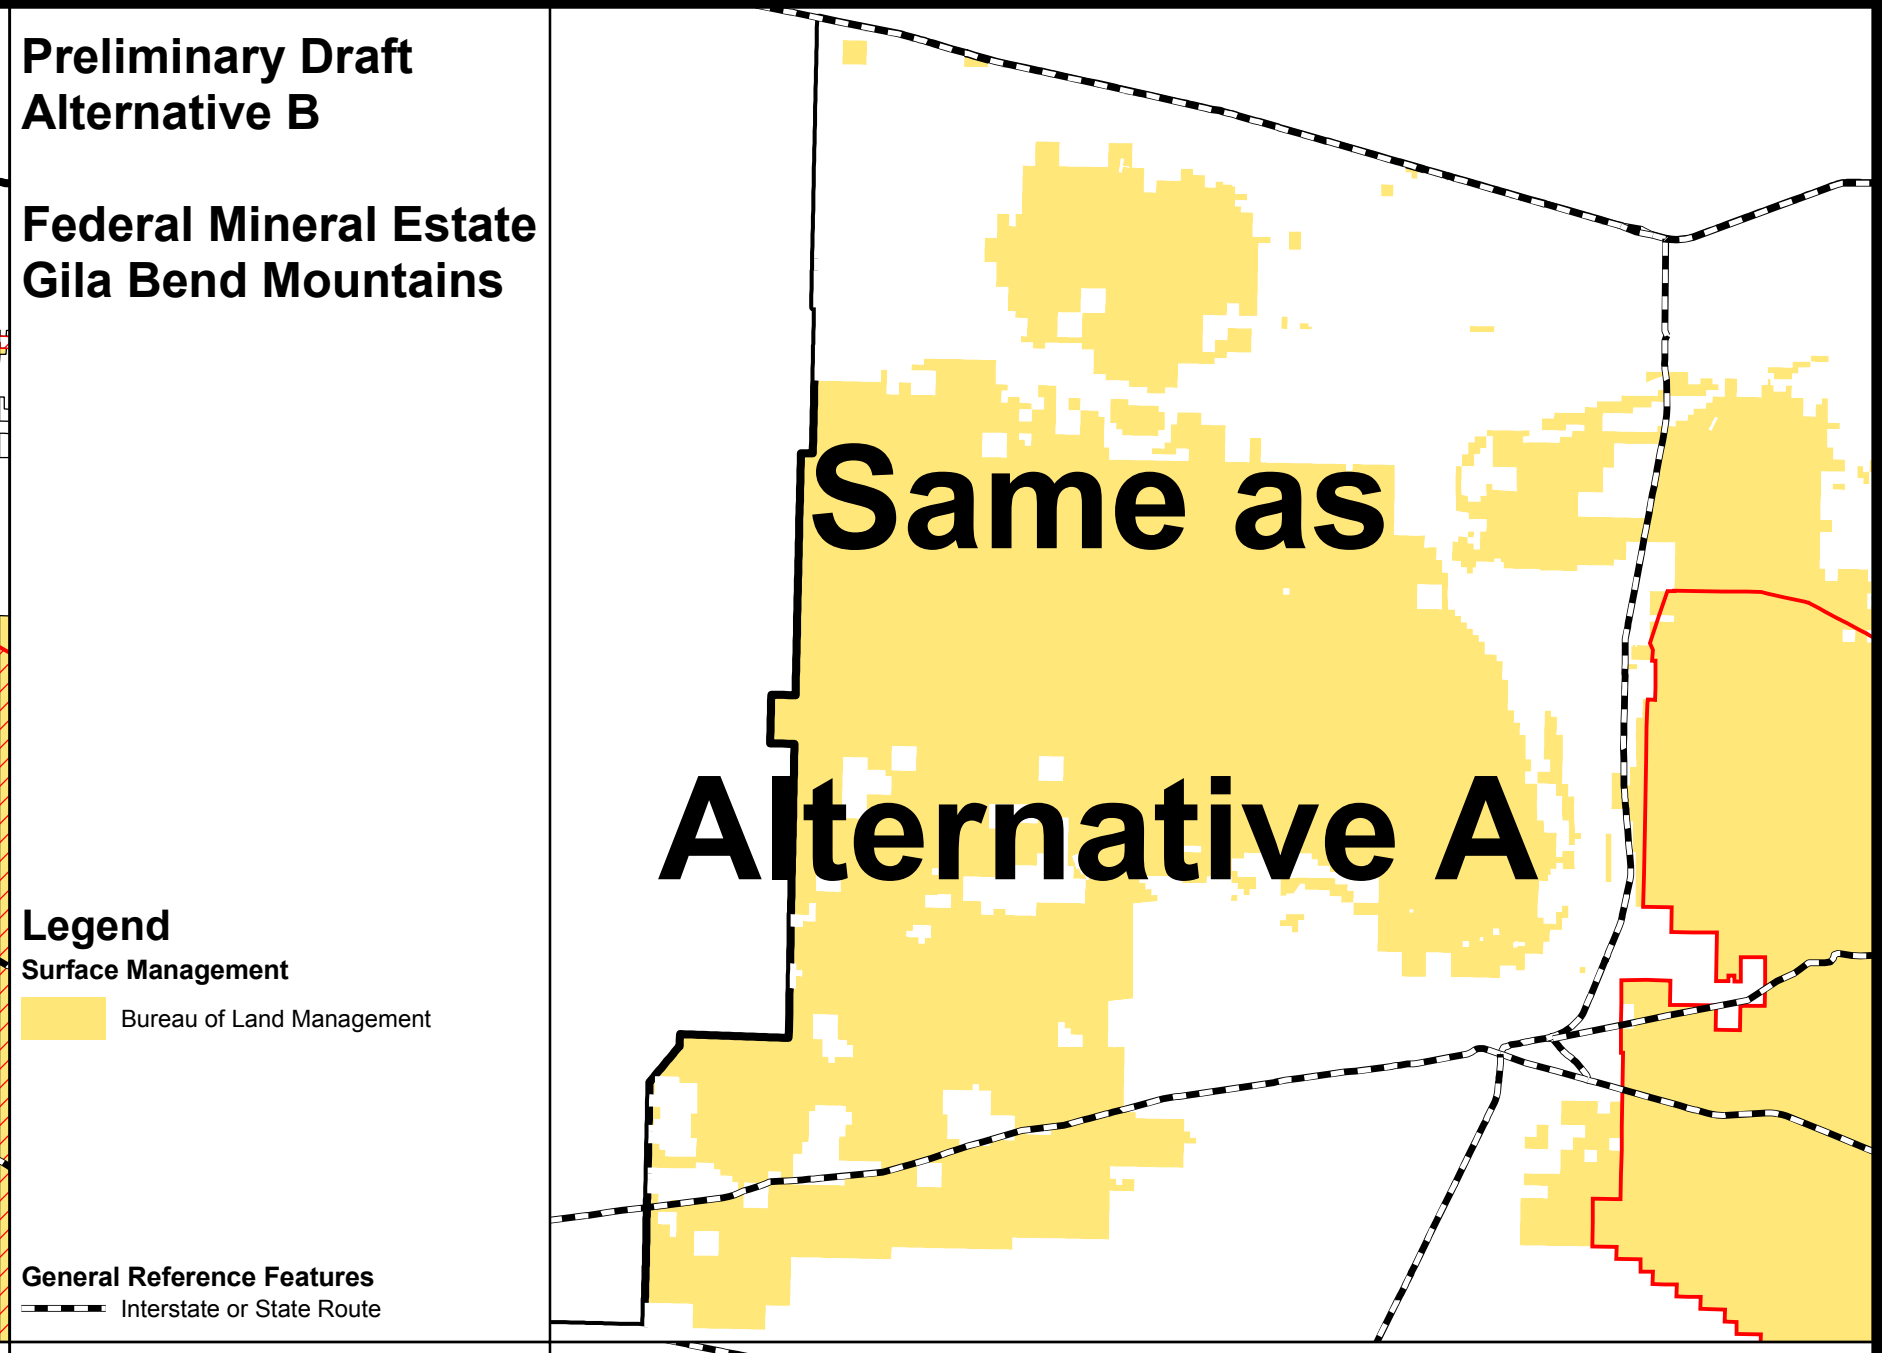 Preliminary Draft
Alternative B
Federal Mineral Estate
Gila Bend Mountains
Same as
Alternative A
Legend
Surface Management
Bureau of Land Management
General Reference Features
Interstate or State Route